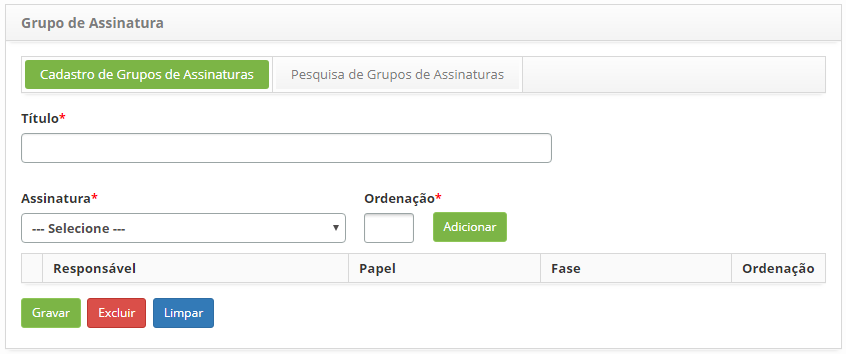 Grupo de Assinatura
Cadastro de Grupos de Assinaturas Pesquisa de Grupos de Assinaturas
Título*
Assinatura* Ordenação*
--- Selecione --- Adicionar
Responsável Papel Fase Ordenação
Gravar Excluir Limpar